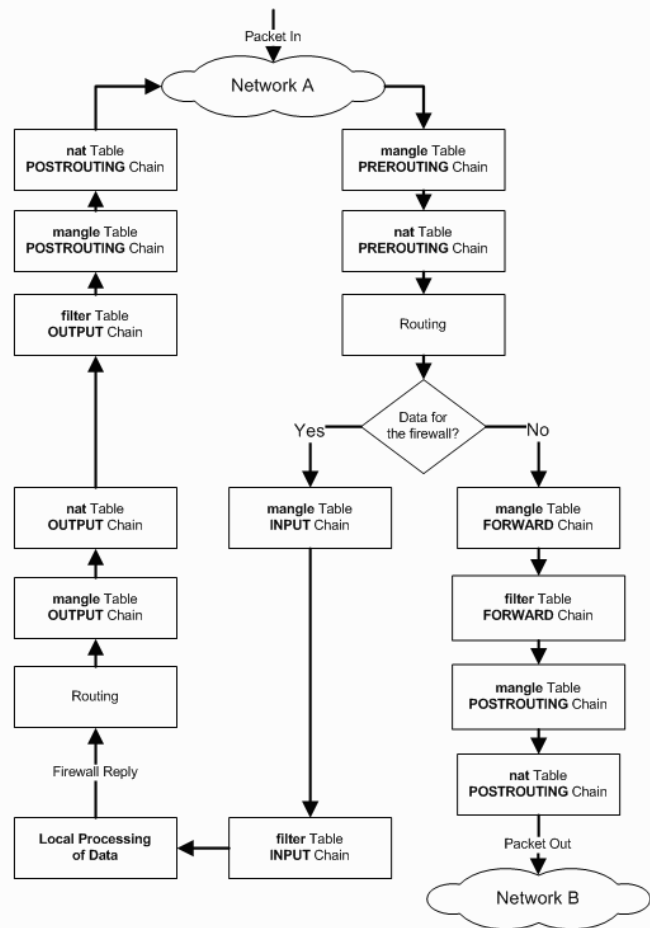 Packet In
Network A
nat Table
POSTROUTING Chain
mangle Table
POSTROUTING Chain
filter Table
OUTPUT Chain
nat Table
OUTPUT Chain
mangle Table
OUTPUT Chain
Routing
Firewall Reply
Local Processing
of Data
mangle Table
PREROUTING Chain
nat Table
PREROUTING Chain
Routing
Data for
the firewall?
Yes
No
mangle Table
INPUT Chain
filter Table
INPUT Chain
mangle Table
FORWARD Chain
filter Table
FORWARD Chain
mangle Table
POSTROUTING Chain
nat Table
POSTROUTING Chain
Packet Out
Network B